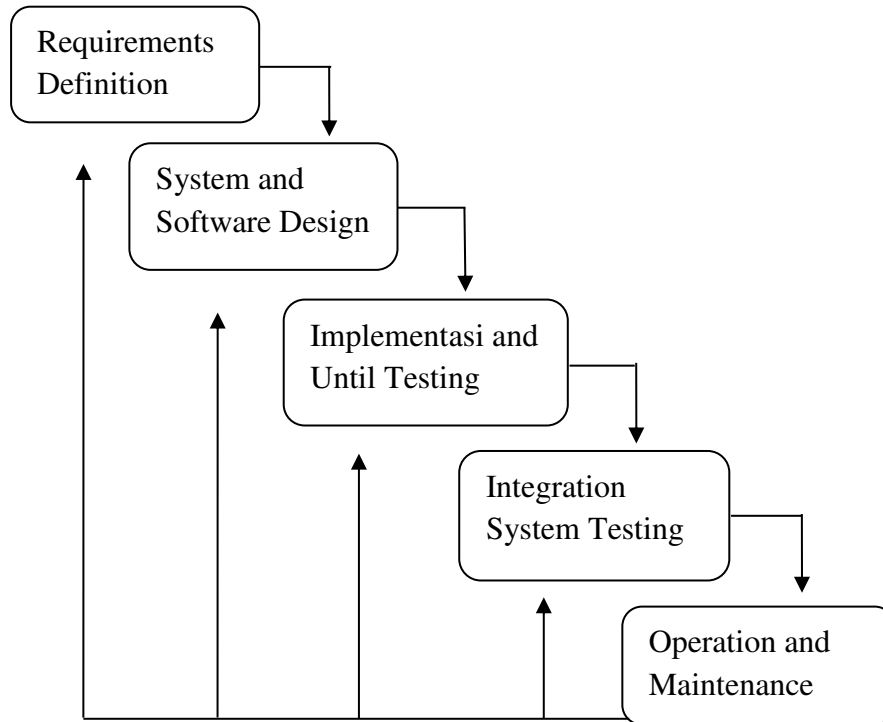 Requirements
Definition
System and
Software Design
Implementasi and
Until Testing
Integration
System Testing
Operation and
Maintenance